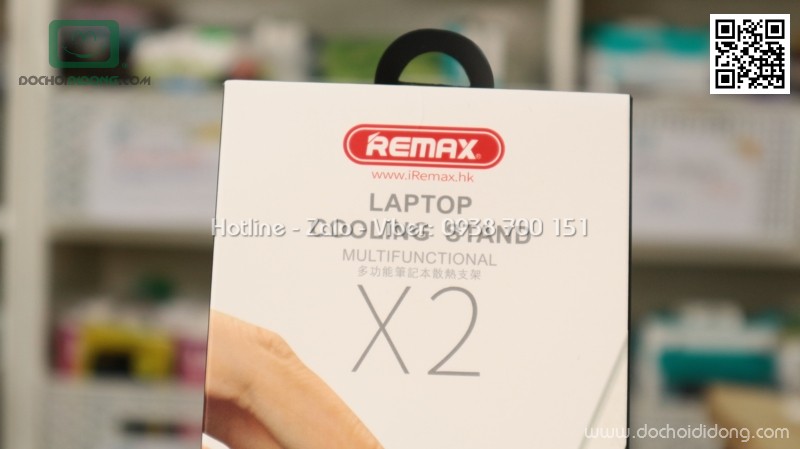 DOCHOIDIDONG.COM
REMAX
www.iRemax.hk
LAPTOP
COOLING STAND
Hotline - Zalo - Viber: 0938 700 151
MULTIFUNCTIONAL
多功能筆記本散熱支架
X2
www.dochoididong.com